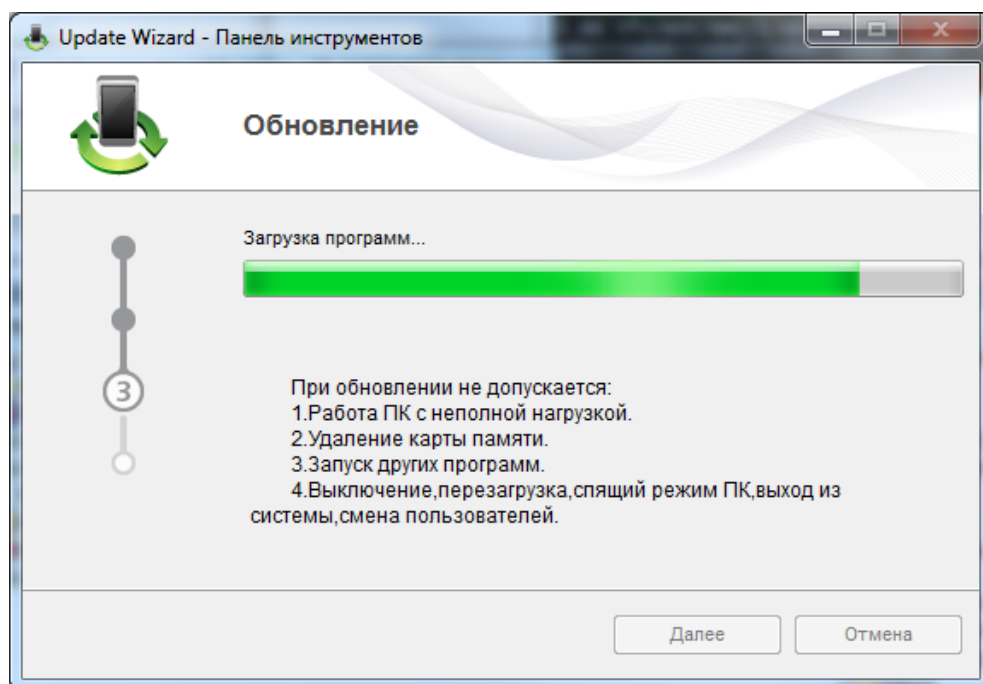 Update Wizard - Панель инструментов
Обновление
Загрузка программ...
3
При обновлении не допускается:
1.Работа ПК с неполной нагрузкой.
2.Удаление карты памяти.
3.Запуск других программ.
4.Выключение,перезагрузка,спящий режим ПК,выход из
системы,смена пользователей.
Далее
Отмена